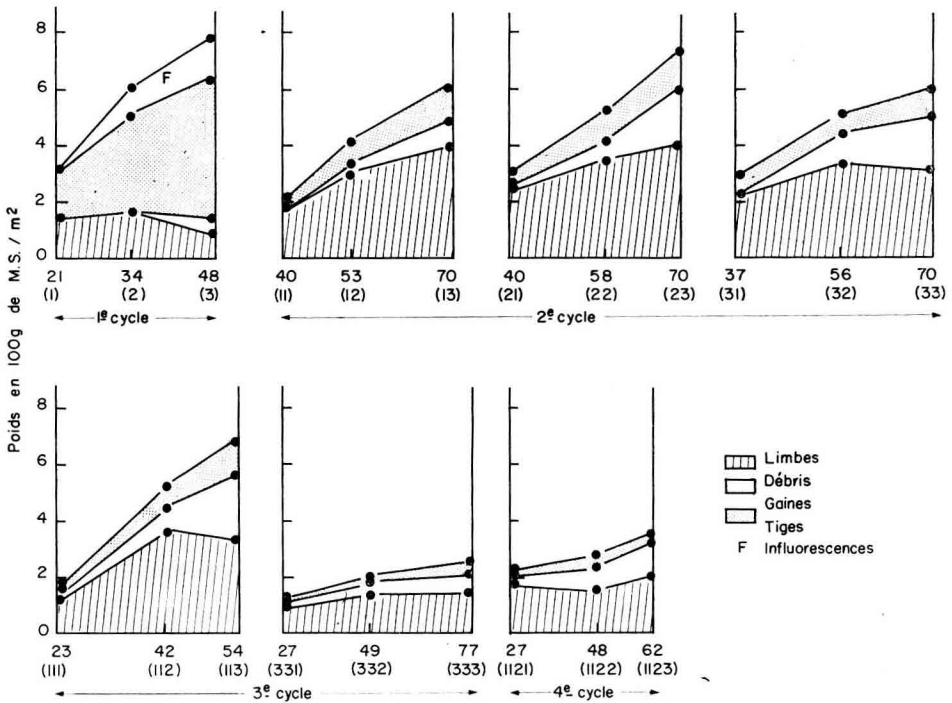 Poids en 100g de M.S. / m2
8
6
4
2
0
F
21 34 48
(1) (2) (3)
40 53 70
(11) (12) (13)
40 58 70
(21) (22) (23)
37 56 70
(31) (32) (33)
1e cycle
2e cycle
8
6
4
2
0
23 42 54
(111) (112) (113)
27 49 77
(331) (332) (333)
27 48 62
(1121) (1122) (1123)
3e cycle
4e cycle
Limbes
Débris
Gaines
Tiges
F Influorescences